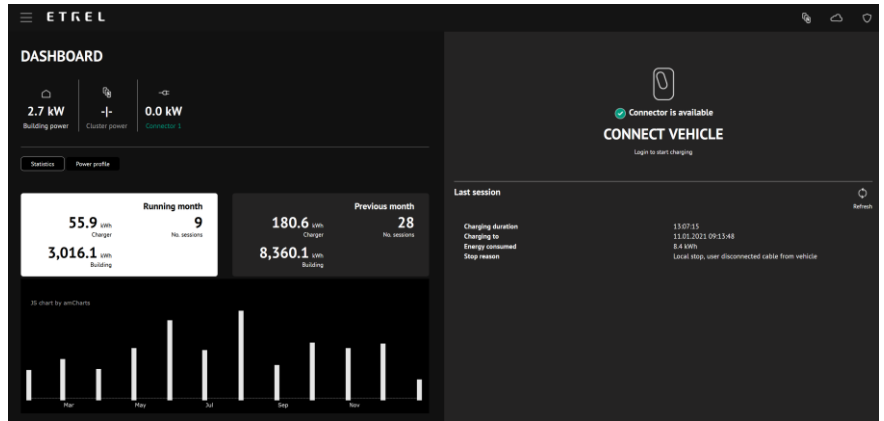 ETREL
DASHBOARD
2.7 kW
Building power
-|-
Cluster power
0.0 kW
Connector 1
Statistics
Power profile
Running month
55.9 kWh
Charger
9
No. sessions
3,016.1 kWh
Building
Previous month
180.6 kWh
Charger
28
No. sessions
8,360.1 kWh
Building
JS chart by amCharts
Mar May Jul Sep Nov
Connector is available
CONNECT VEHICLE
Login to start charging
Last session
Refresh
Charging duration 13:07:15
Charging to 11.01.2021 09:13:48
Energy consumed 8.4 kWh
Stop reason Local stop, user disconnected cable from vehicle